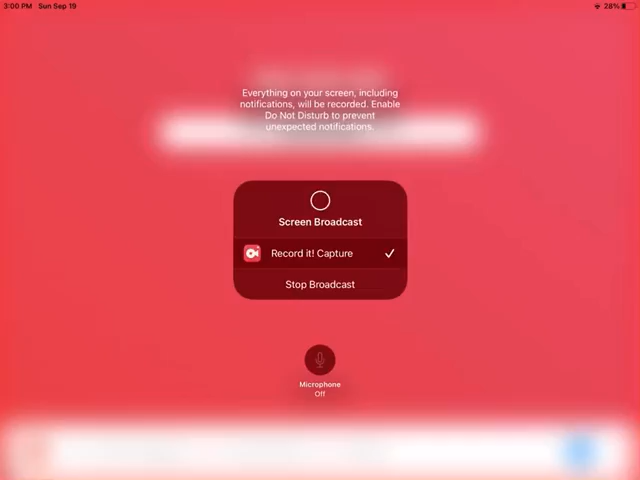 3:00 PM Sun Sep 19
28%
Everything on your screen, including
notifications, will be recorded. Enable
Do Not Disturb to prevent
unexpected notifications.
Screen Broadcast
Record it! Capture
Stop Broadcast
Microphone
Off